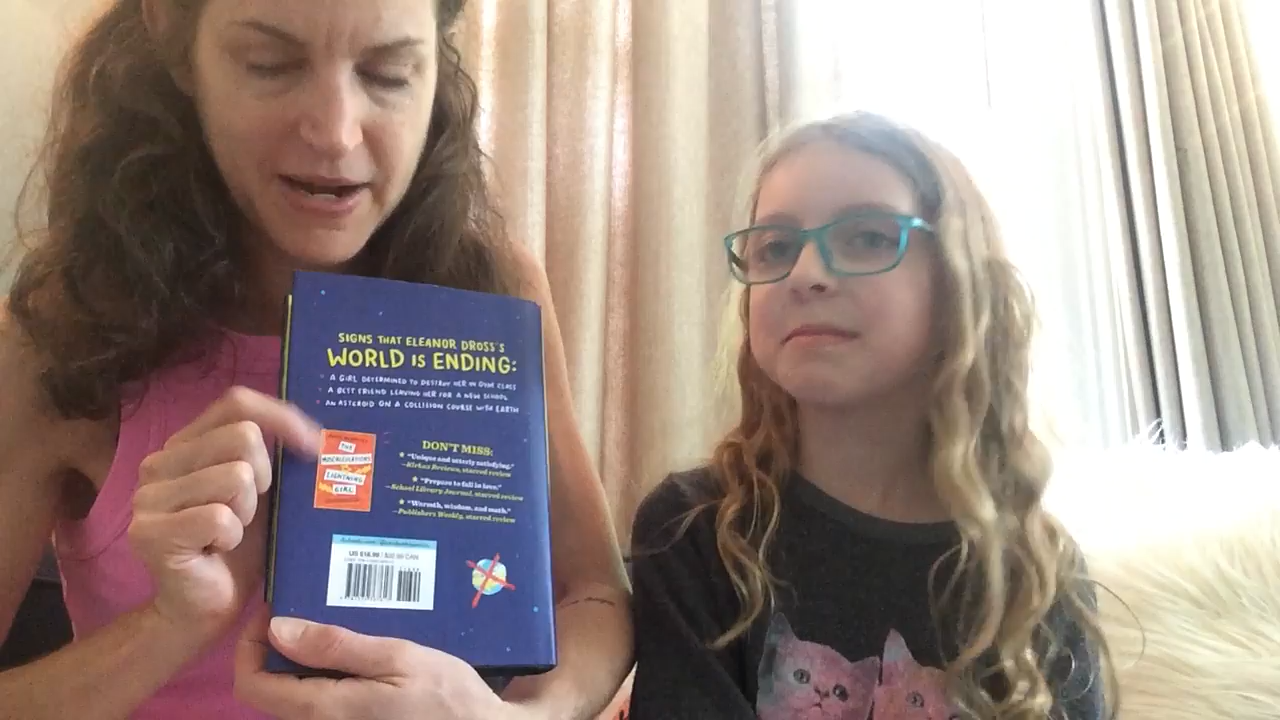 SIGNS THAT ELEANOR DROSS'S
WORLD IS ENDING:
A GIRL DETERMINED TO DESTROY HER IN GYM CLASS
A BEST FRIEND LEAVING HER FOR A NEW SCHOOL
AN ASTEROID ON A COLLISION COURSE WITH EARTH
THE
MISCALCULATIONS
LIGHTNING
GIRL
DON'T MISS:
★ "Unique and utterly satisfying."
—Kirkus Reviews, starred review
★ "Prepare to fall in love."
—School Library Journal, starred review
★ "Warmth, wisdom, and math."
—Publishers Weekly, starred review